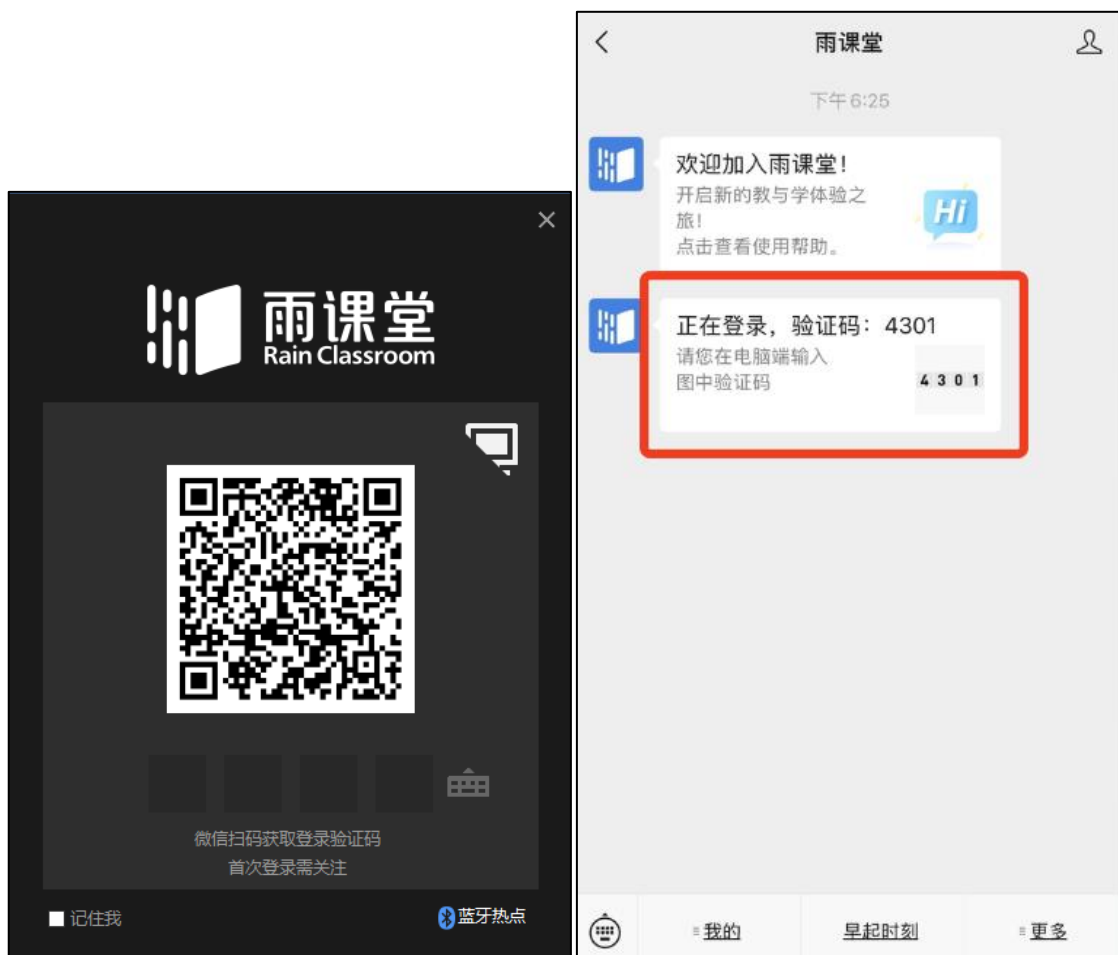 雨课堂
Rain Classroom
微信扫码获取登录验证码
首次登录需关注
记住我
蓝牙热点
雨课堂
下午 6:25
欢迎加入雨课堂!
开启新的教与学体验之
旅!
点击查看使用帮助。
Hi
正在登录，验证码：4301
请您在电脑端输入
图中验证码
4 3 0 1
我的
早起时刻
更多